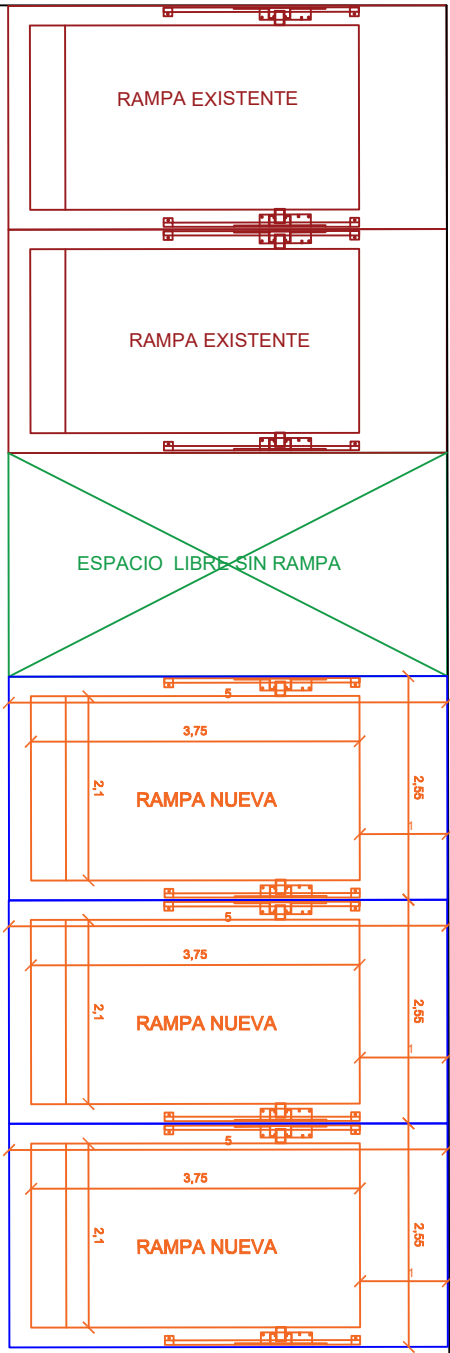 RAMPA EXISTENTE
RAMPA EXISTENTE
ESPACIO LIBRE SIN RAMPA
5
3,75
2,1
RAMPA NUEVA
2,55
1
5
3,75
2,1
RAMPA NUEVA
2,55
1
5
3,75
2,1
RAMPA NUEVA
2,55
1